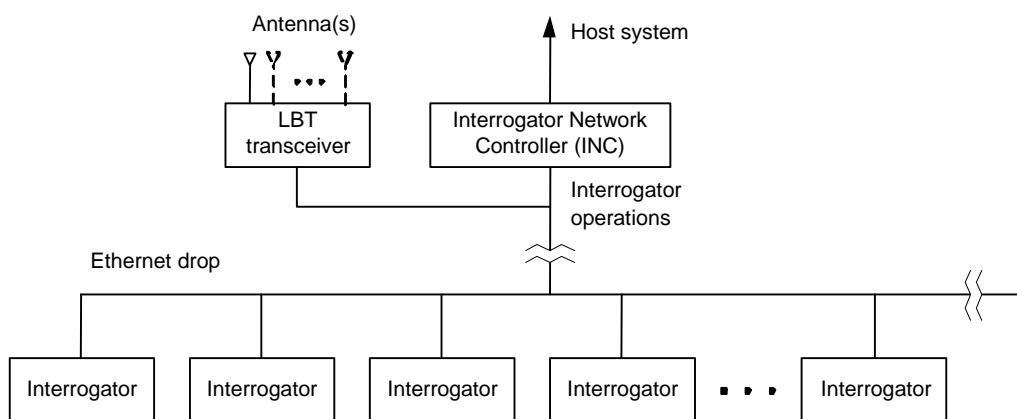 Antenna(s)
Host system
LBT
transceiver
Interrogator Network
Controller (INC)
Interrogator
operations
Ethernet drop
Interrogator
Interrogator
Interrogator
Interrogator
Interrogator